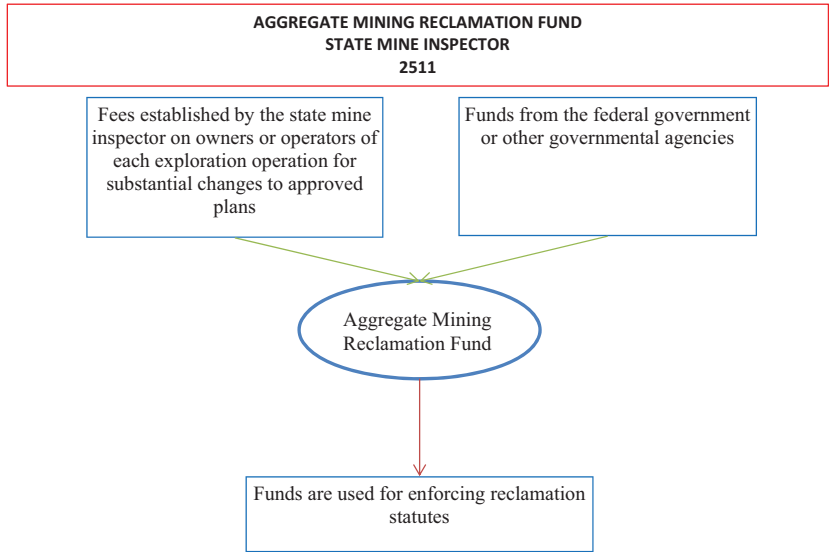 AGGREGATE MINING RECLAMATION FUND
STATE MINE INSPECTOR
2511
Fees established by the state mine
inspector on owners or operators of
each exploration operation for
substantial changes to approved
plans
Funds from the federal government
or other governmental agencies
Aggregate Mining
Reclamation Fund
Funds are used for enforcing reclamation
statutes